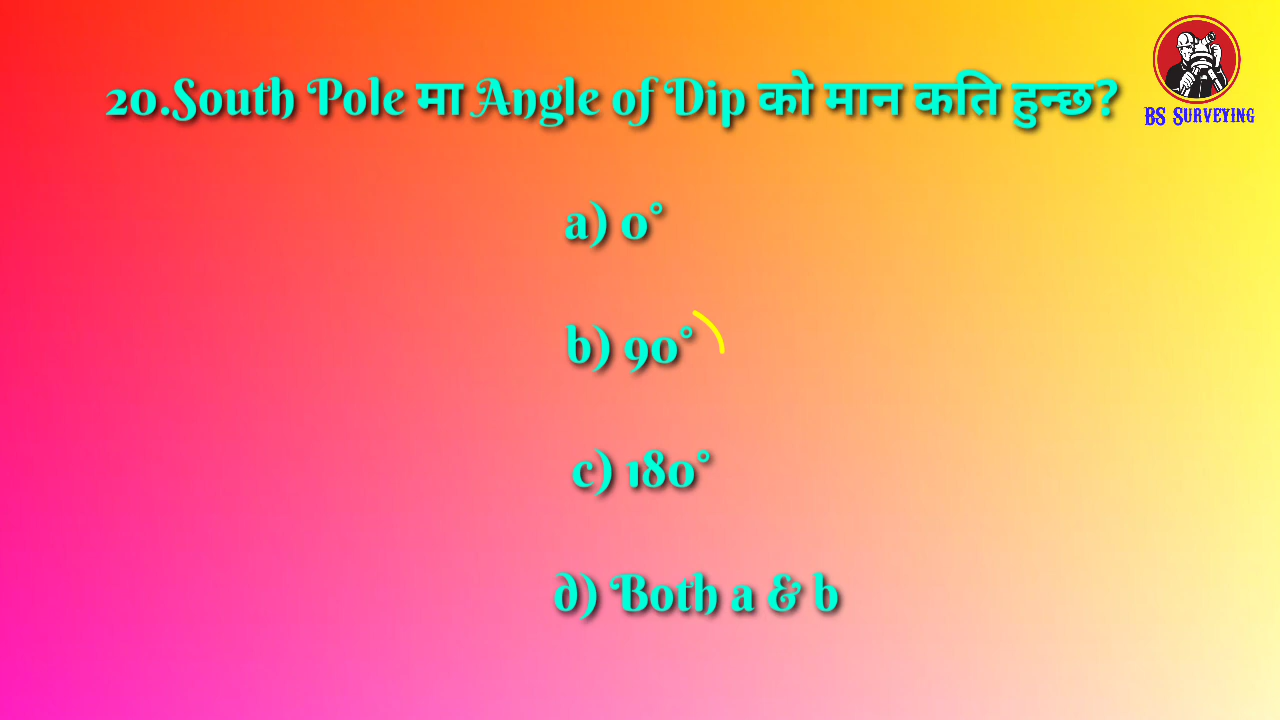 20.South Pole मा Angle of Dip को मान कति हुन्छ?
BS Surveying
a) 0°
b) 90°
c) 180°
d) Both a & b